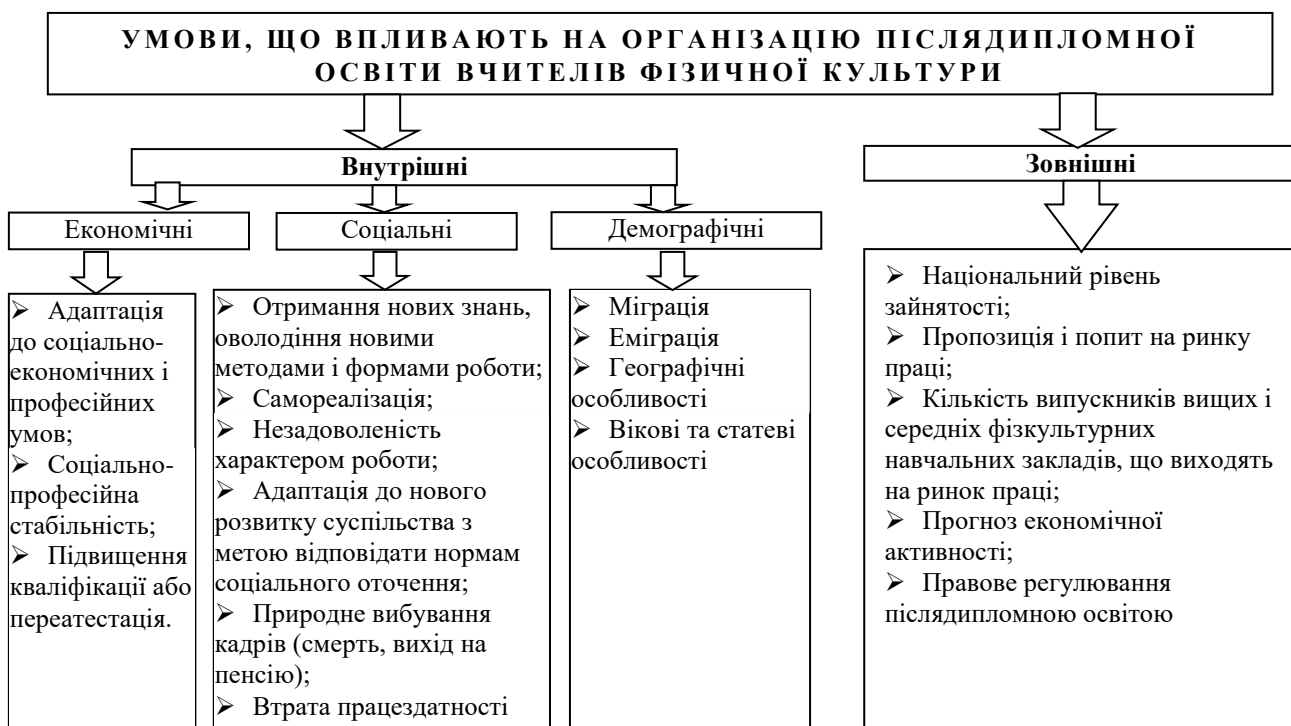 УМОВИ, ЩО ВПЛИВАЮТЬ НА ОРГАНІЗАЦІЮ ПІСЛЯДИПЛОМНОЇ
ОСВІТИ ВЧИТЕЛІВ ФІЗИЧНОЇ КУЛЬТУРИ
Внутрішні
Економічні
➢ Адаптація
до соціально-
економічних і
професійних
умов;
➢ Соціально-
професійна
стабільність;
➢ Підвищення
кваліфікації або
переатестація.
Соціальні
➢ Отримання нових знань,
оволодіння новими
методами і формами роботи;
➢ Самореалізація;
➢ Незадоволеність
характером роботи;
➢ Адаптація до нового
розвитку суспільства з
метою відповідати нормам
соціального оточення;
➢ Природне вибування
кадрів (смерть, вихід на
пенсію);
➢ Втрата працездатності
Демографічні
➢ Міграція
➢ Еміграція
➢ Географічні
особливості
➢ Вікові та статеві
особливості
Зовнішні
➢ Національний рівень
зайнятості;
➢ Пропозиція і попит на ринку
праці;
➢ Кількість випускників вищих і
середніх фізкультурних
навчальних закладів, що виходять
на ринок праці;
➢ Прогноз економічної
активності;
➢ Правове регулювання
післядипломною освітою